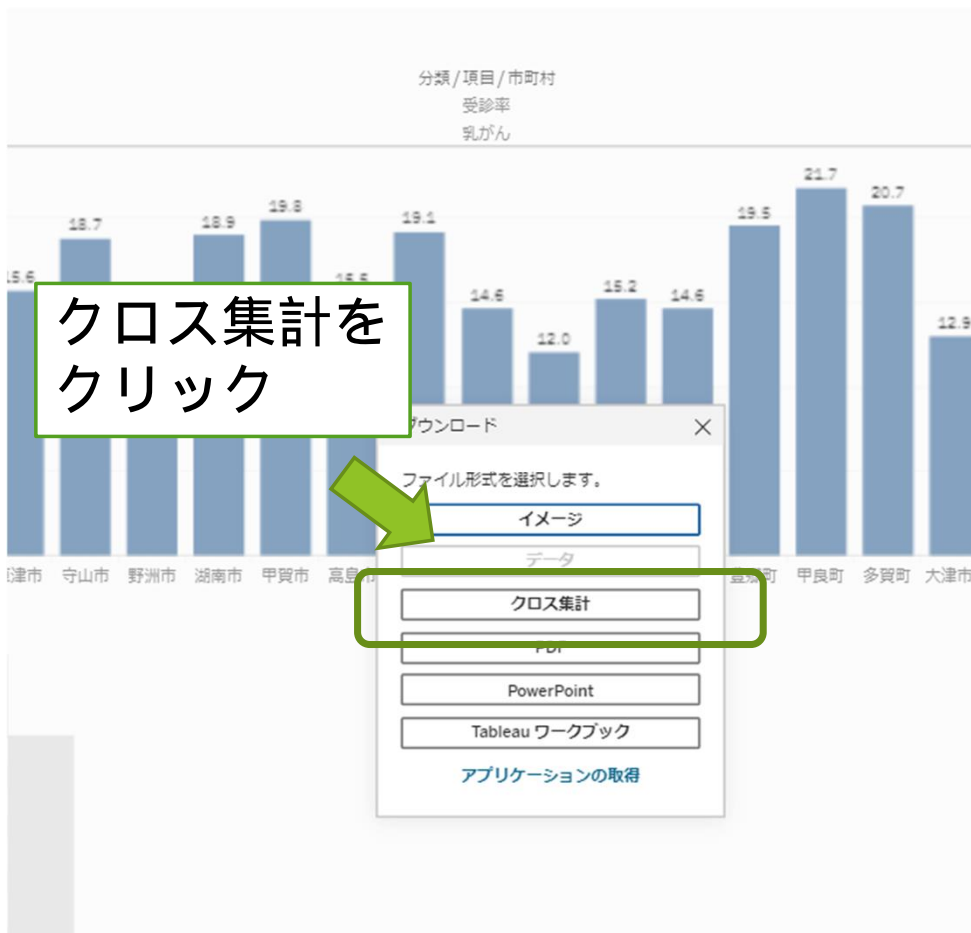 分類/項目/市町村
受診率
乳がん
21.7
20.7
19.8
19.5
19.1
18.9
18.7
15.6
15.2
14.6
14.6
12.9
12.0
クロス集計を
クリック
ダウンロード
ファイル形式を選択します。
イメージ
データ
クロス集計
PDF
PowerPoint
Tableau ワークブック
アプリケーションの取得
守山市
野洲市
湖南市
甲賀市
甲良町
多賀町
大津市